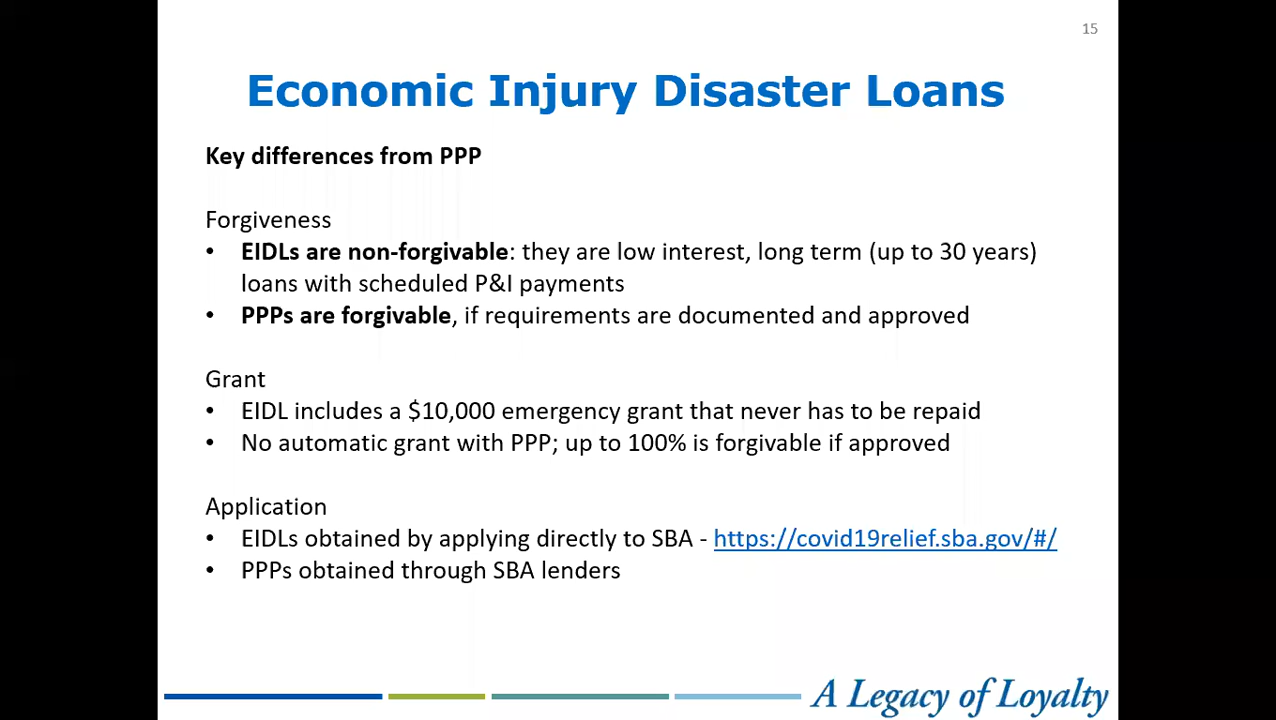 15
Economic Injury Disaster Loans
Key differences from PPP
Forgiveness
• EIDLs are non-forgivable: they are low interest, long term (up to 30 years)
loans with scheduled P&I payments
• PPPs are forgivable, if requirements are documented and approved
Grant
• EIDL includes a $10,000 emergency grant that never has to be repaid
• No automatic grant with PPP; up to 100% is forgivable if approved
Application
• EIDLs obtained by applying directly to SBA - https://covid19relief.sba.gov/#/
• PPPs obtained through SBA lenders
A Legacy of Loyalty